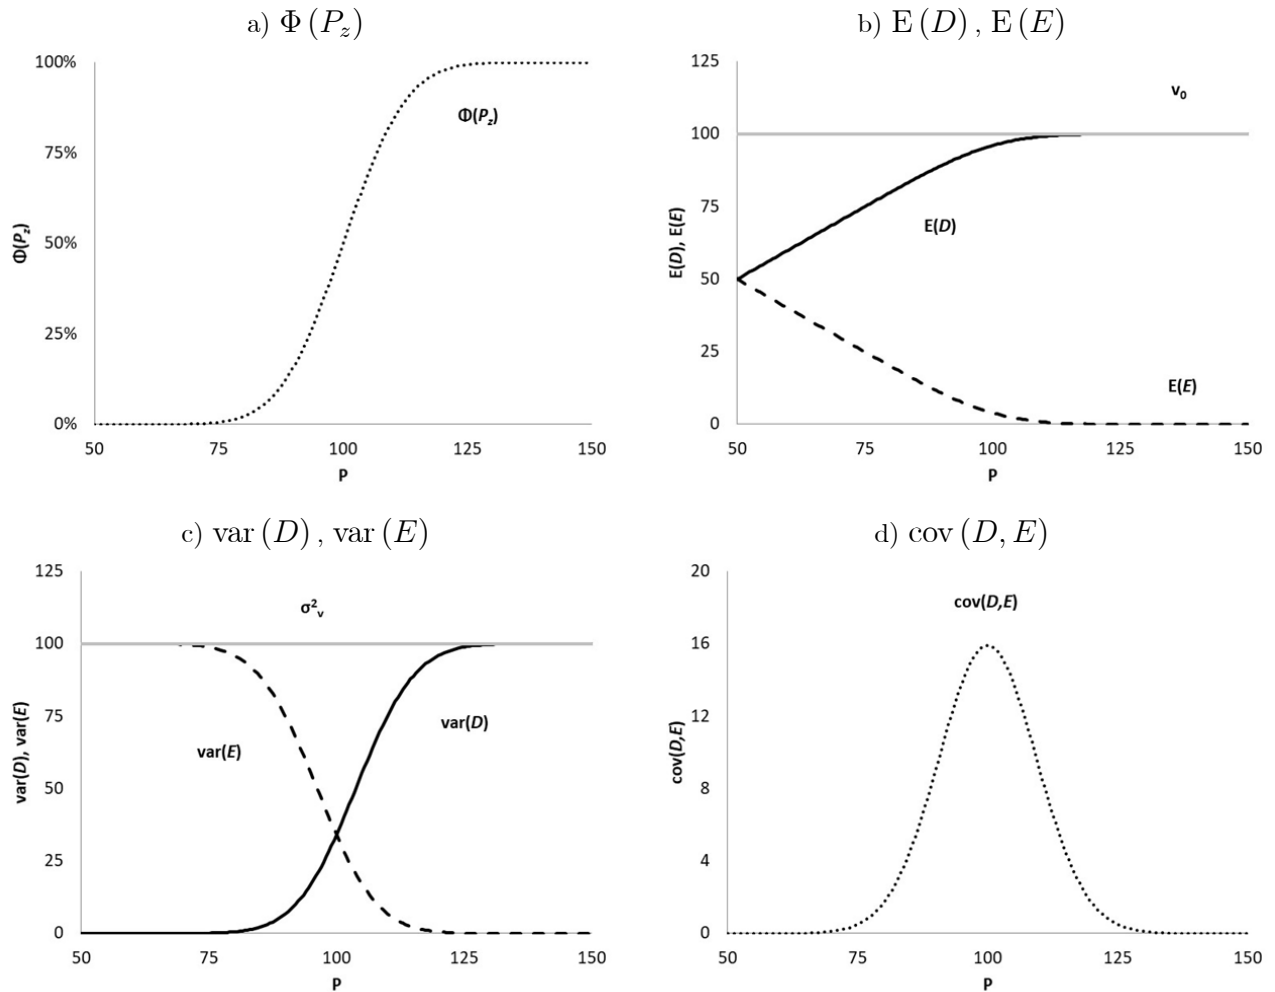 a) Φ (P_z)
100%
75%
50%
25%
0%
Φ(P_z)
Φ(P_z)
50 75 100 125 150
P
b) E (D) , E (E)
125
100
75
50
25
0
E(D), E(E)
v_0
E(D)
E(E)
50 75 100 125 150
P
c) var (D) , var (E)
125
100
75
50
25
0
var(D), var(E)
σ²_v
var(E)
var(D)
50 75 100 125 150
P
d) cov (D, E)
20
16
12
8
4
0
cov(D,E)
cov(D,E)
50 75 100 125 150
P